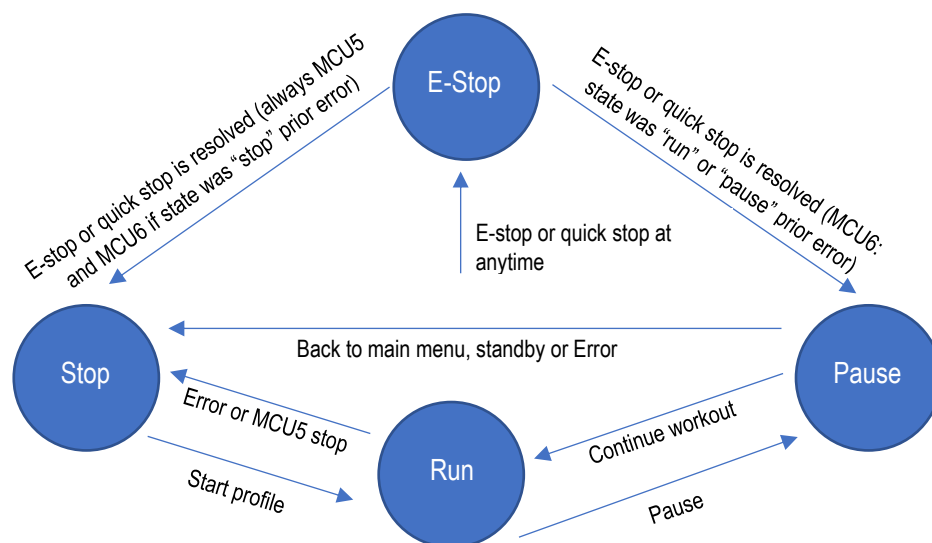 E-Stop
E-stop or quick stop is resolved (always MCU5
and MCU6 if state was “stop” prior error)
E-stop or quick stop is resolved (MCU6:
state was “run” or “pause” prior error)
E-stop or quick stop at
anytime
Back to main menu, standby or Error
Stop
Pause
Error or MCU5 stop
Continue workout
Run
Start profile
Pause